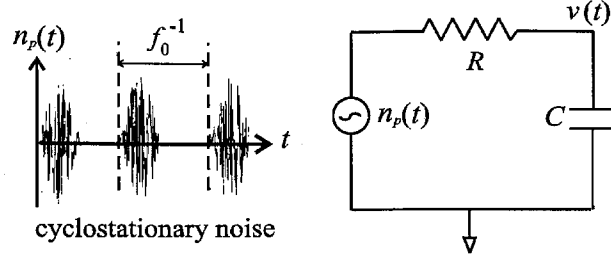 n_p(t)
f_0^{-1}
t
cyclostationary noise
v(t)
R
n_p(t)
C